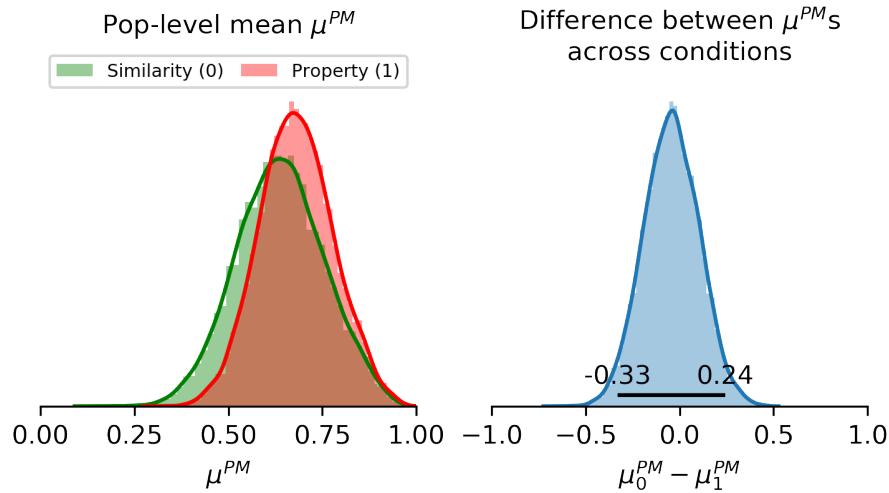 Pop-level mean μ^PM
Similarity (0) Property (1)
0.00 0.25 0.50 0.75 1.00
μ^PM
Difference between μ^PMs
across conditions
-0.33 0.24
−1.0 −0.5 0.0 0.5 1.0
μ₀^PM − μ₁^PM